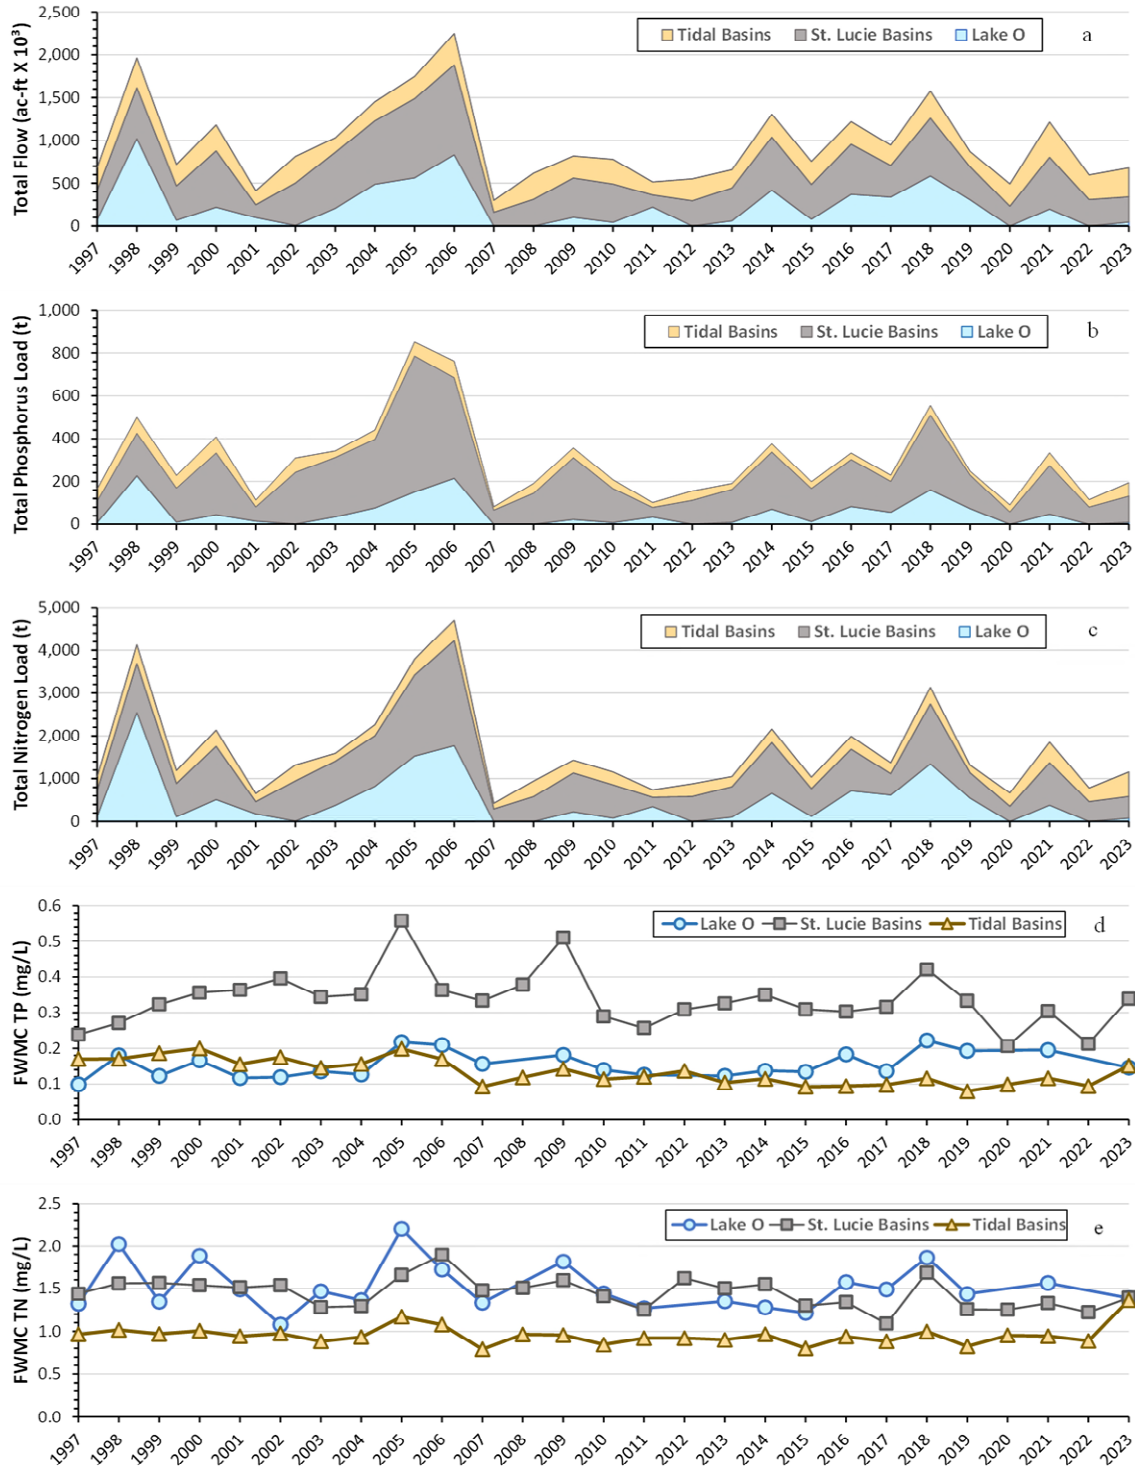 Total Flow (ac-ft X 10³)
2,500
2,000
1,500
1,000
500
0
Tidal Basins St. Lucie Basins Lake O
a
1997 1998 1999 2000 2001 2002 2003 2004 2005 2006 2007 2008 2009 2010 2011 2012 2013 2014 2015 2016 2017 2018 2019 2020 2021 2022 2023
Total Phosphorus Load (t)
1,000
800
600
400
200
0
Tidal Basins St. Lucie Basins Lake O
b
1997 1998 1999 2000 2001 2002 2003 2004 2005 2006 2007 2008 2009 2010 2011 2012 2013 2014 2015 2016 2017 2018 2019 2020 2021 2022 2023
Total Nitrogen Load (t)
5,000
4,000
3,000
2,000
1,000
0
Tidal Basins St. Lucie Basins Lake O
c
1997 1998 1999 2000 2001 2002 2003 2004 2005 2006 2007 2008 2009 2010 2011 2012 2013 2014 2015 2016 2017 2018 2019 2020 2021 2022 2023
FWMC TP (mg/L)
0.6
0.5
0.4
0.3
0.2
0.1
0.0
Lake O St. Lucie Basins Tidal Basins
d
1997 1998 1999 2000 2001 2002 2003 2004 2005 2006 2007 2008 2009 2010 2011 2012 2013 2014 2015 2016 2017 2018 2019 2020 2021 2022 2023
FWMC TN (mg/L)
2.5
2.0
1.5
1.0
0.5
0.0
Lake O St. Lucie Basins Tidal Basins
e
1997 1998 1999 2000 2001 2002 2003 2004 2005 2006 2007 2008 2009 2010 2011 2012 2013 2014 2015 2016 2017 2018 2019 2020 2021 2022 2023